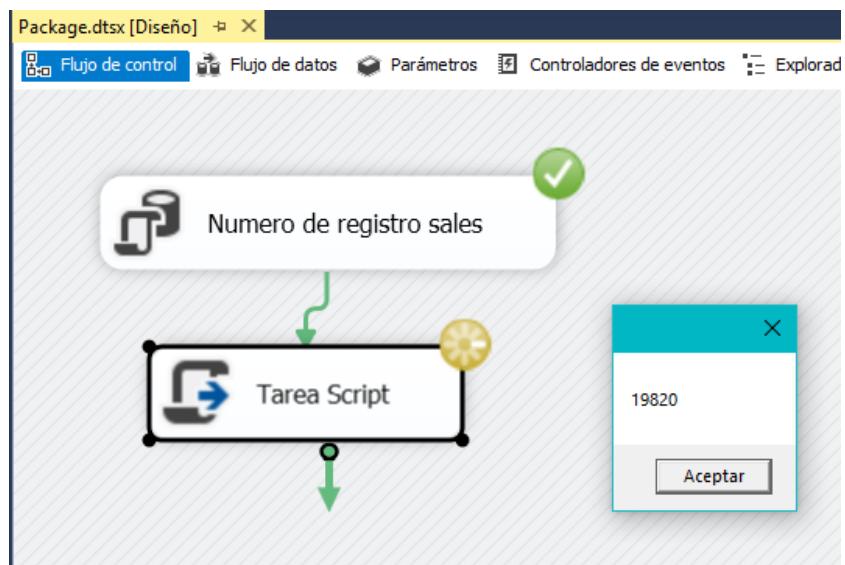 Package.dtsx [Diseño]
Flujo de control Flujo de datos Parámetros Controladores de eventos Explorad
Numero de registro sales
Tarea Script
19820
Aceptar